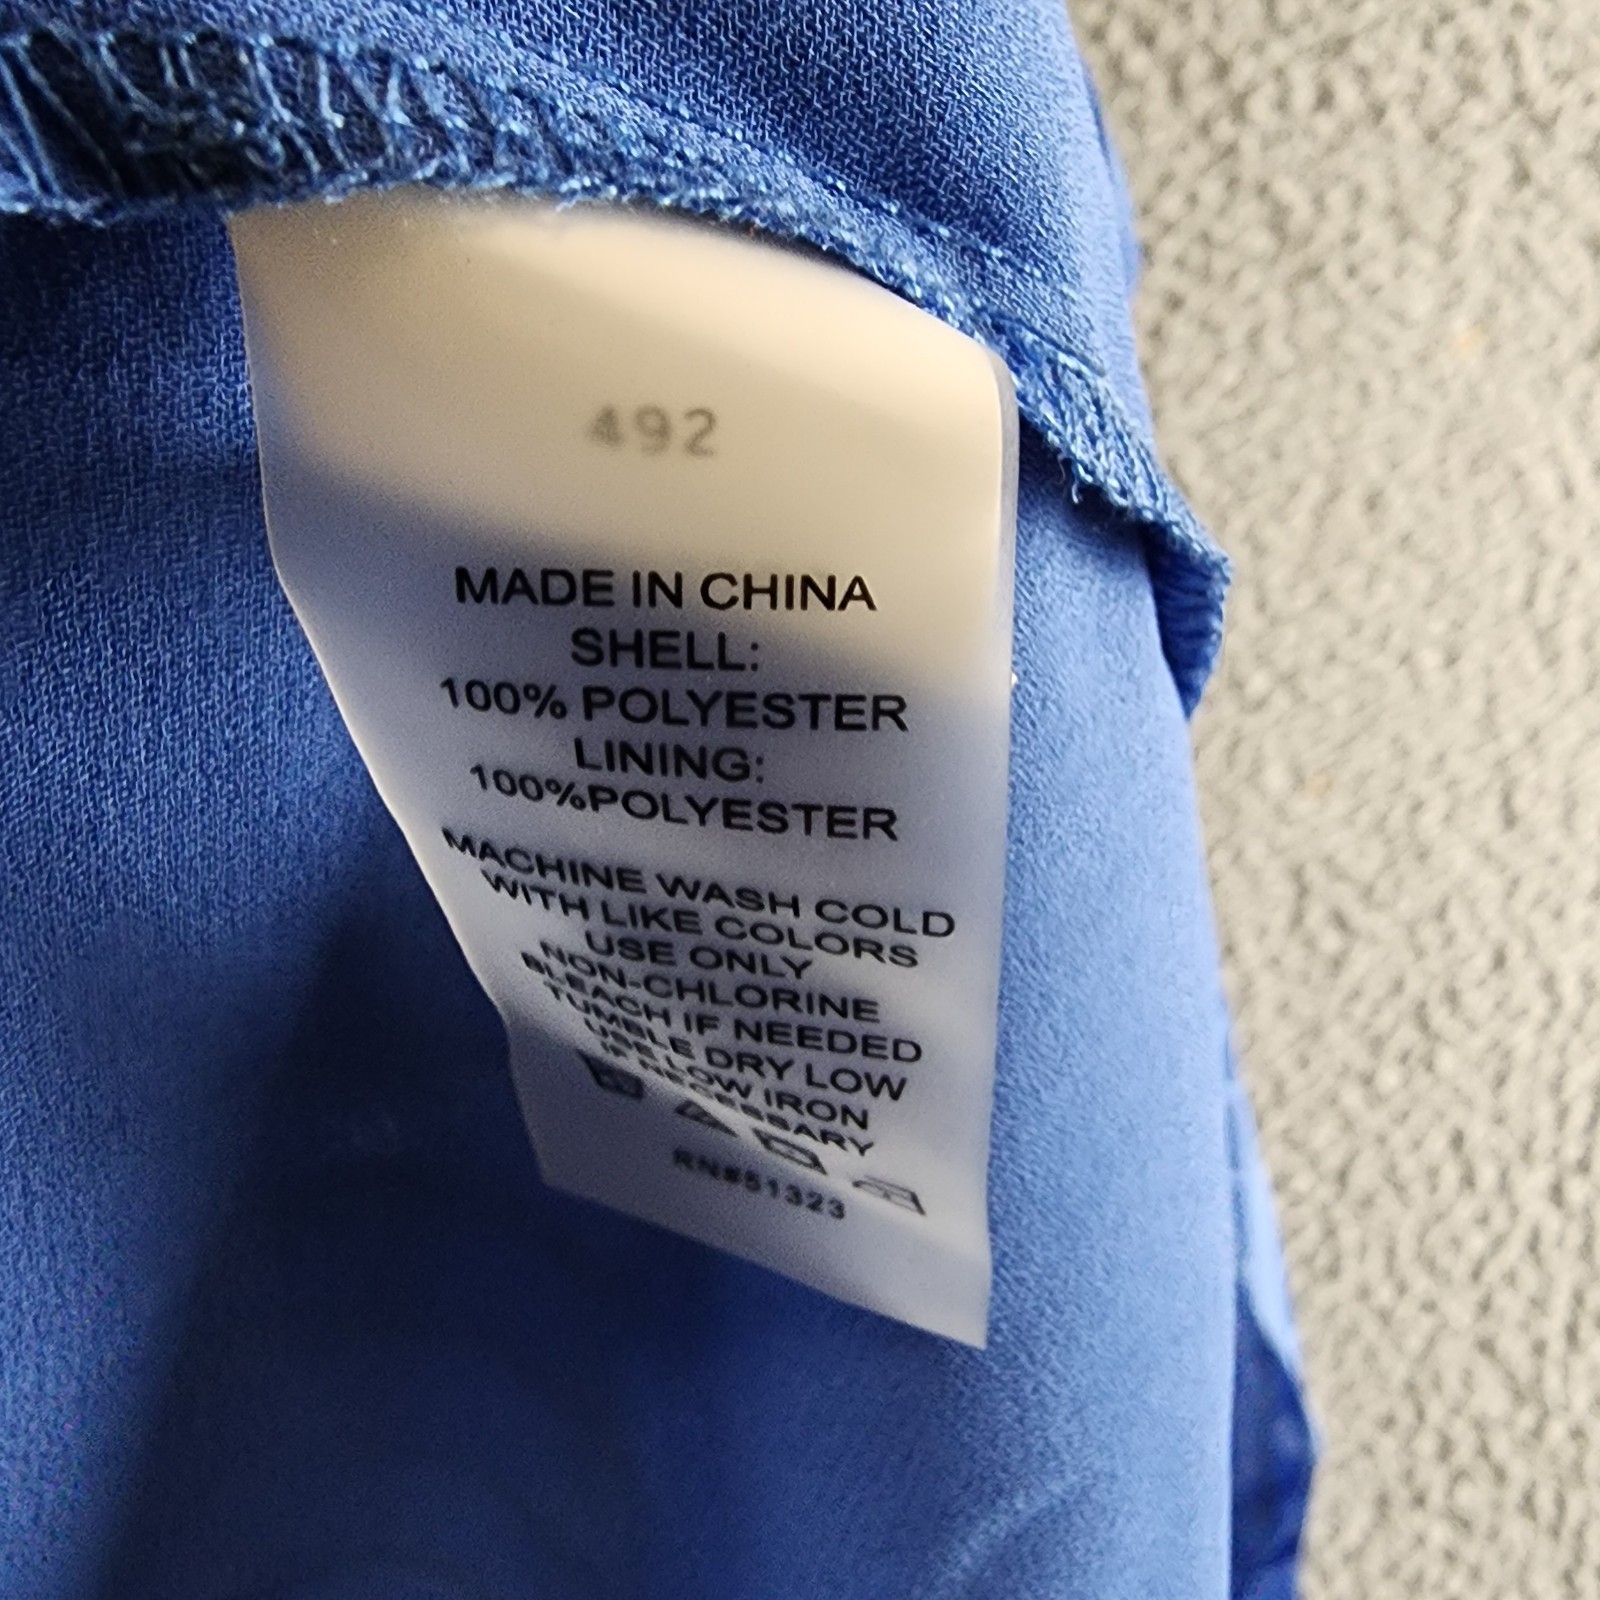 492
MADE IN CHINA
SHELL:
100% POLYESTER
LINING:
100%POLYESTER
MACHINE WASH COLD
WITH LIKE COLORS
USE ONLY
NON-CHLORINE
BLEACH IF NEEDED
TUMBLE DRY LOW
USE LOW IRON
IF NECESSARY
RN#51323